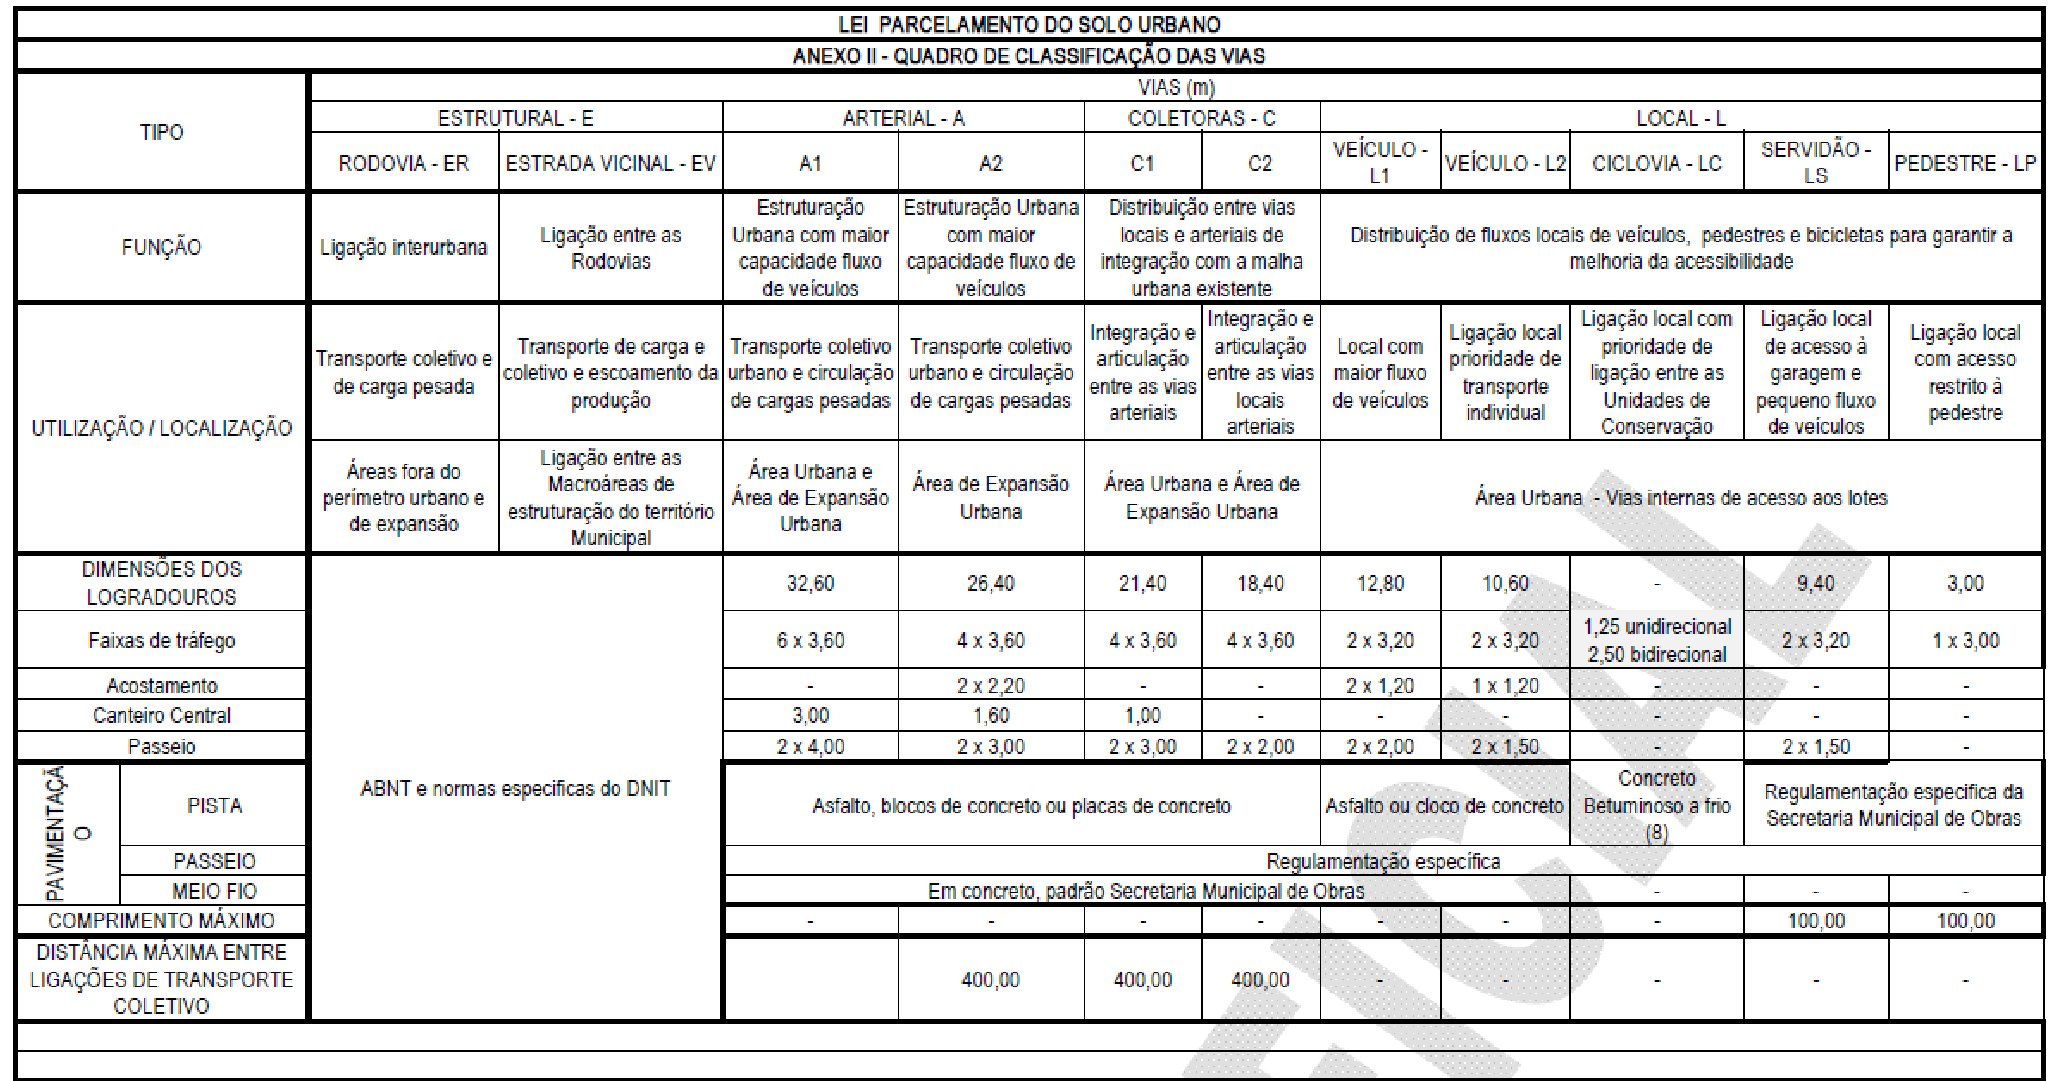 LEI PARCELAMENTO DO SOLO URBANO
ANEXO II - QUADRO DE CLASSIFICAÇÃO DAS VIAS
TIPO
VIAS (m)
ESTRUTURAL - E
ARTERIAL - A
COLETORAS - C
LOCAL - L
RODOVIA - ER
ESTRADA VICINAL - EV
A1
A2
C1
C2
VEÍCULO -
L1
VEÍCULO - L2
CICLOVIA - LC
SERVIDÃO -
LS
PEDESTRE - LP
FUNÇÃO
Ligação interurbana
Ligação entre as
Rodovias
Estruturação
Urbana com maior
capacidade fluxo
de veículos
Estruturação Urbana
com maior
capacidade fluxo de
veículos
Distribuição entre vias
locais e arteriais de
integração com a malha
urbana existente
Distribuição de fluxos locais de veículos, pedestres e bicicletas para garantir a
melhoria da acessibilidade
UTILIZAÇÃO / LOCALIZAÇÃO
Transporte coletivo e
de carga pesada
Transporte de carga e
coletivo e escoamento da
produção
Transporte coletivo
urbano e circulação
de cargas pesadas
Transporte coletivo
urbano e circulação
de cargas pesadas
Integração e
articulação
entre as vias
arteriais
Integração e
articulação
entre as vias
locais
arteriais
Local com
maior fluxo
de veículos
Ligação local
prioridade de
transporte
individual
Ligação local com
prioridade de
ligação entre as
Unidades de
Conservação
Ligação local
de acesso à
garagem e
pequeno fluxo
de veículos
Ligação local
com acesso
restrito à
pedestre
Áreas fora do
perímetro urbano e
de expansão
Ligação entre as
Macroáreas de
estruturação do território
Municipal
Área Urbana e
Área de Expansão
Urbana
Área de Expansão
Urbana
Área Urbana e Área de
Expansão Urbana
Área Urbana - Vias internas de acesso aos lotes
DIMENSÕES DOS
LOGRADOUROS
32,60
26,40
21,40
18,40
12,80
10,60
-
9,40
3,00
Faixas de tráfego
6 x 3,60
4 x 3,60
4 x 3,60
4 x 3,60
2 x 3,20
2 x 3,20
1,25 unidirecional
2,50 bidirecional
2 x 3,20
1 x 3,00
Acostamento
-
2 x 2,20
-
-
2 x 1,20
1 x 1,20
-
-
-
Canteiro Central
3,00
1,60
1,00
-
-
-
-
-
-
Passeio
2 x 4,00
2 x 3,00
2 x 3,00
2 x 2,00
2 x 2,00
2 x 1,50
-
2 x 1,50
-
ABNT e normas especificas do DNIT
PAVIMENTAÇÃ
O
PISTA
Asfalto, blocos de concreto ou placas de concreto
Asfalto ou cloco de concreto
Concreto
Betuminoso a frio
(8)
Regulamentação especifica da
Secretaria Municipal de Obras
PASSEIO
Regulamentação específica
MEIO FIO
Em concreto, padrão Secretaria Municipal de Obras
-
-
-
COMPRIMENTO MÁXIMO
-
-
-
-
-
-
-
100,00
100,00
DISTÂNCIA MÁXIMA ENTRE
LIGAÇÕES DE TRANSPORTE
COLETIVO
400,00
400,00
400,00
-
-
-
-
-
FICIAL